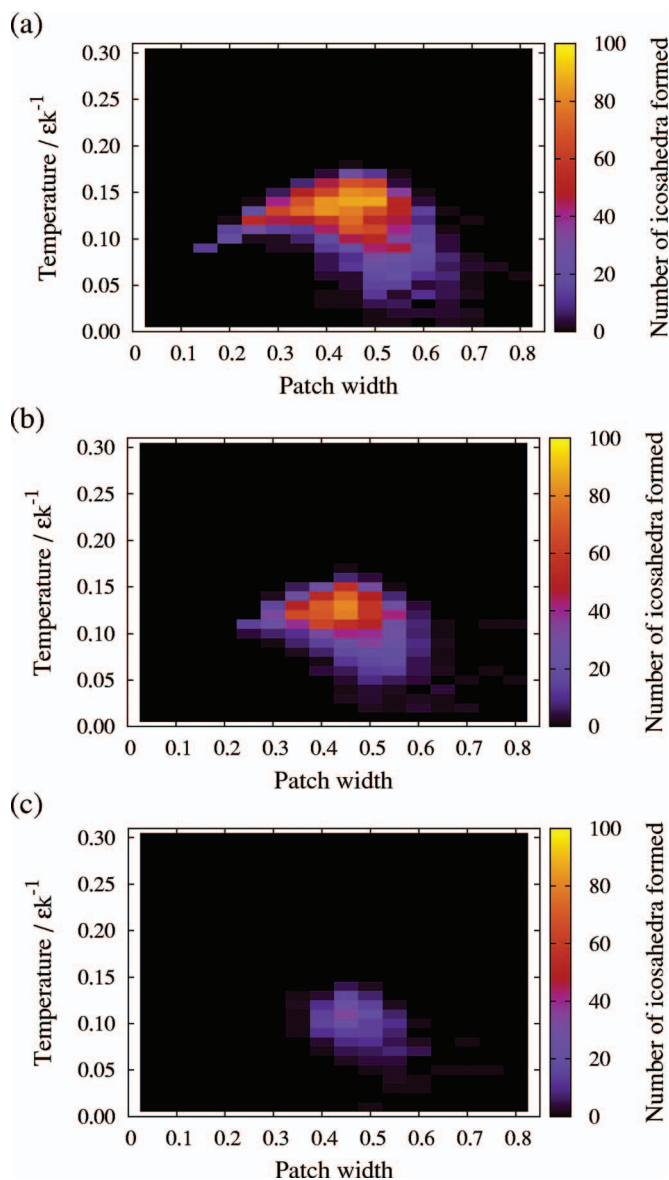 (a)
0.30
0.25
0.20
0.15
0.10
0.05
0.00
Temperature / εk⁻¹
0 0.1 0.2 0.3 0.4 0.5 0.6 0.7 0.8
Patch width
100
80
60
40
20
0
Number of icosahedra formed
(b)
0.30
0.25
0.20
0.15
0.10
0.05
0.00
Temperature / εk⁻¹
0 0.1 0.2 0.3 0.4 0.5 0.6 0.7 0.8
Patch width
100
80
60
40
20
0
Number of icosahedra formed
(c)
0.30
0.25
0.20
0.15
0.10
0.05
0.00
Temperature / εk⁻¹
0 0.1 0.2 0.3 0.4 0.5 0.6 0.7 0.8
Patch width
100
80
60
40
20
0
Number of icosahedra formed